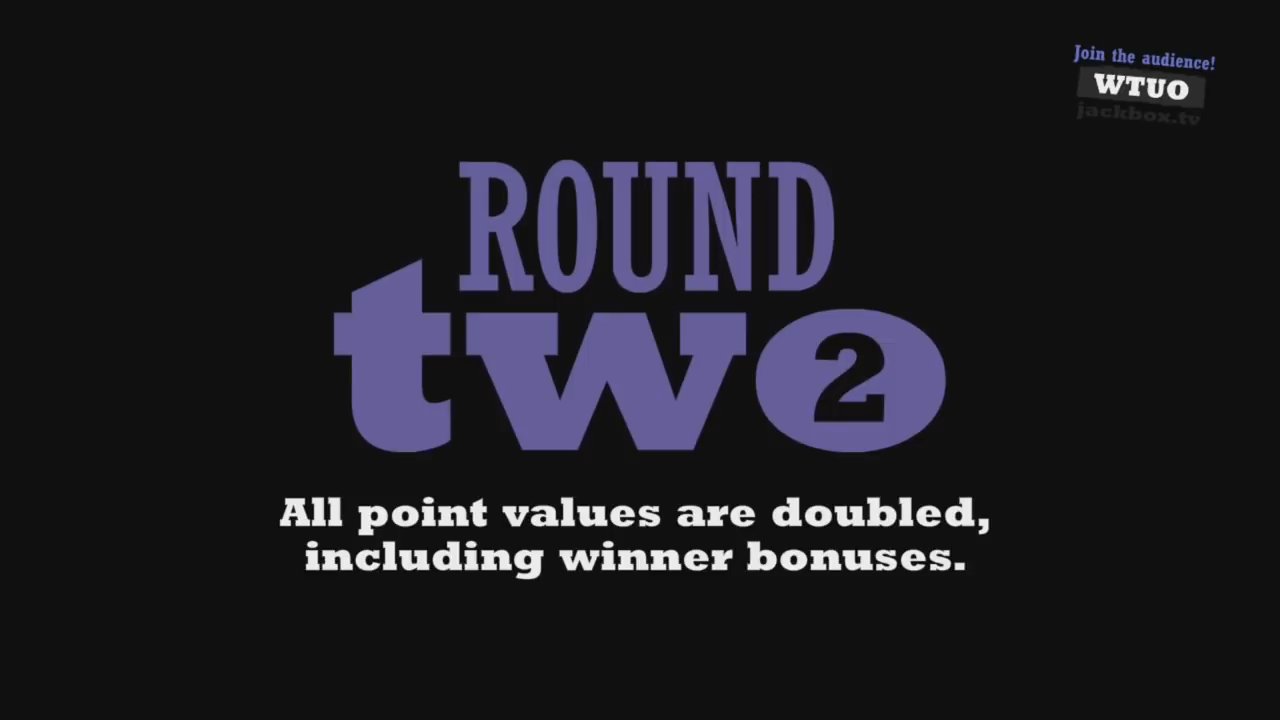 Join the audience!
WTUO
jackbox.tv
ROUND
two
2
All point values are doubled,
including winner bonuses.